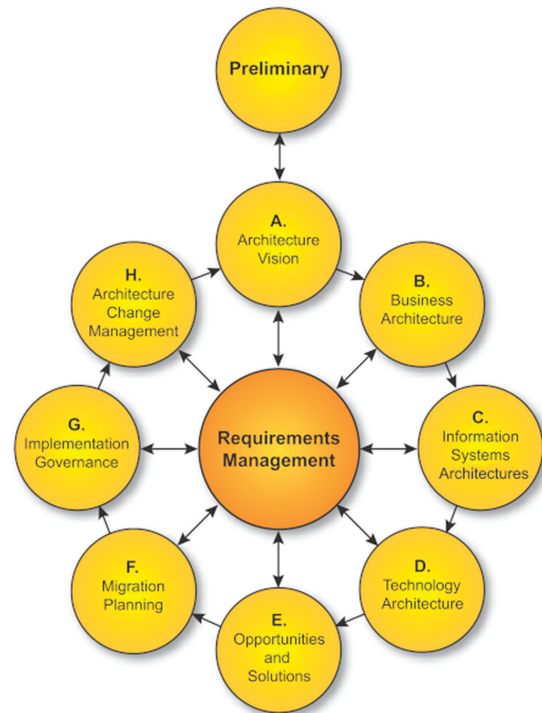 Preliminary
A.
Architecture
Vision
B.
Business
Architecture
C.
Information
Systems
Architectures
D.
Technology
Architecture
E.
Opportunities
and
Solutions
F.
Migration
Planning
G.
Implementation
Governance
H.
Architecture
Change
Management
Requirements
Management